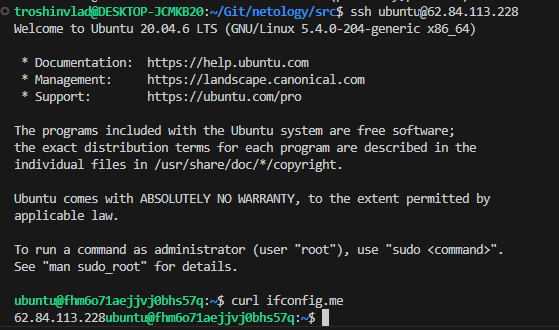 troshinvlad@DESKTOP-JCMKB20:~/Git/netology/src$ ssh ubuntu@62.84.113.228
Welcome to Ubuntu 20.04.6 LTS (GNU/Linux 5.4.0-204-generic x86_64)
* Documentation: https://help.ubuntu.com
* Management: https://landscape.canonical.com
* Support: https://ubuntu.com/pro
The programs included with the Ubuntu system are free software;
the exact distribution terms for each program are described in the
individual files in /usr/share/doc/*/copyright.
Ubuntu comes with ABSOLUTELY NO WARRANTY, to the extent permitted by
applicable law.
To run a command as administrator (user "root"), use "sudo <command>".
See "man sudo_root" for details.
ubuntu@fhm6o71aejjvj0bhs57q:~$ curl ifconfig.me
62.84.113.228ubuntu@fhm6o71aejjvj0bhs57q:~$